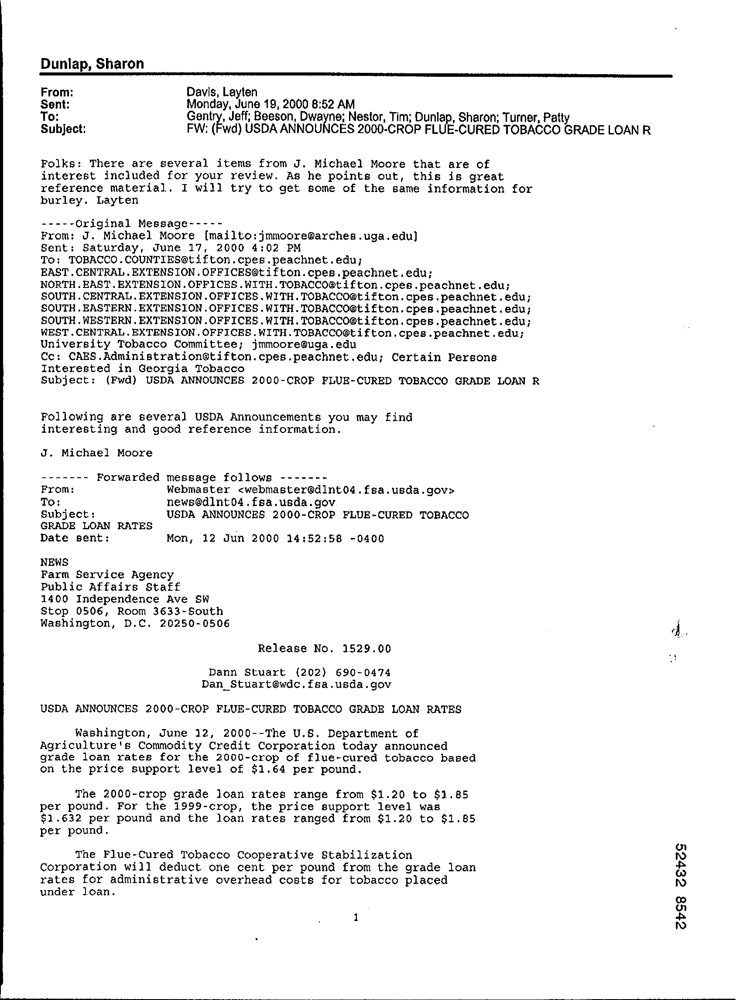 Dunlap, Sharon
From: Davis, Layten
Sent: Monday, June 19, 2000 8:52 AM
To: Gentry, Jeff; Beeson, Dwayne; Nestor, Tim; Dunlap, Sharon; Turner, Patty
Subject: FW: (Fwd) USDA ANNOUNCES 2000-CROP FLUE-CURED TOBACCO GRADE LOAN R
Folks: There are several items from J. Michael Moore that are of
interest included for your review. As he points out, this is great
reference material. I will try to get some of the same information for
burley. Layten
-----Original Message-----
From: J. Michael Moore [mailto:jmmoore@arches.uga.edu]
Sent: Saturday, June 17, 2000 4:02 PM
To: TOBACCO.COUNTIES@tifton.cpes.peachnet.edu;
EAST.CENTRAL.EXTENSION.OFFICES@tifton.cpes.peachnet.edu;
NORTH.EAST.EXTENSION.OFFICES.WITH.TOBACCO@tifton.cpes.peachnet.edu;
SOUTH.CENTRAL.EXTENSION.OFFICES.WITH.TOBACCO@tifton.cpes.peachnet.edu;
SOUTH.EASTERN.EXTENSION.OFFICES.WITH.TOBACCO@tifton.cpes.peachnet.edu;
SOUTH.WESTERN.EXTENSION.OFFICES.WITH.TOBACCO@tifton.cpes.peachnet.edu;
WEST.CENTRAL.EXTENSION.OFFICES.WITH.TOBACCO@tifton.cpes.peachnet.edu;
University Tobacco Committee; jmmoore@uga.edu
Cc: CAES.Administration@tifton.cpes.peachnet.edu; Certain Persons
Interested in Georgia Tobacco
Subject: (Fwd) USDA ANNOUNCES 2000-CROP FLUE-CURED TOBACCO GRADE LOAN R
Following are several USDA Announcements you may find
interesting and good reference information.
J. Michael Moore
------- Forwarded message follows -------
From: Webmaster <webmaster@dlnt04.fsa.usda.gov>
To: news@dlnt04.fsa.usda.gov
Subject: USDA ANNOUNCES 2000-CROP FLUE-CURED TOBACCO
GRADE LOAN RATES
Date sent: Mon, 12 Jun 2000 14:52:58 -0400
NEWS
Farm Service Agency
Public Affairs Staff
1400 Independence Ave SW
Stop 0506, Room 3633-South
Washington, D.C. 20250-0506
Release No. 1529.00
Dann Stuart (202) 690-0474
Dan_Stuart@wdc.fsa.usda.gov
USDA ANNOUNCES 2000-CROP FLUE-CURED TOBACCO GRADE LOAN RATES
Washington, June 12, 2000--The U.S. Department of
Agriculture's Commodity Credit Corporation today announced
grade loan rates for the 2000-crop of flue-cured tobacco based
on the price support level of $1.64 per pound.
The 2000-crop grade loan rates range from $1.20 to $1.85
per pound. For the 1999-crop, the price support level was
$1.632 per pound and the loan rates ranged from $1.20 to $1.85
per pound.
The Flue-Cured Tobacco Cooperative Stabilization
Corporation will deduct one cent per pound from the grade loan
rates for administrative overhead costs for tobacco placed
under loan.
1
52432 8542